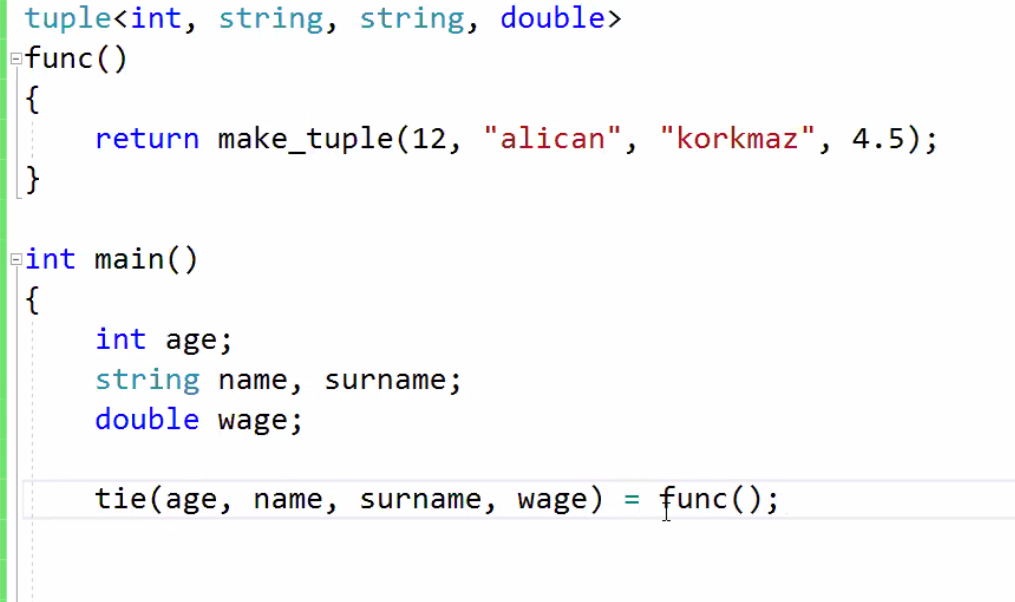 tuple<int, string, string, double>
func()
{
    return make_tuple(12, "alican", "korkmaz", 4.5);
}

int main()
{
    int age;
    string name, surname;
    double wage;

    tie(age, name, surname, wage) = func();